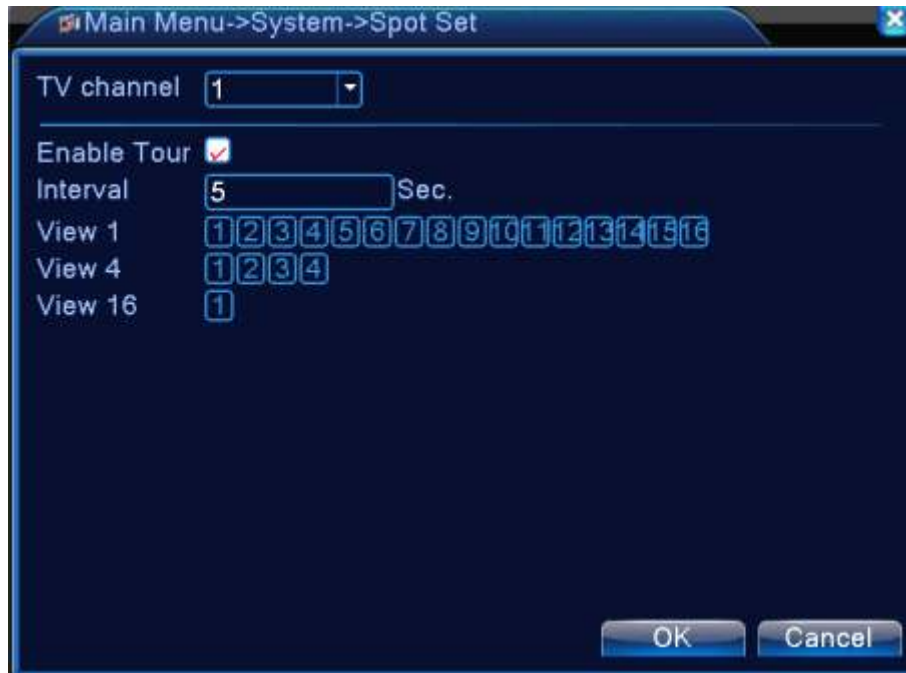 Main Menu->System->Spot Set
TV channel 1
Enable Tour
Interval 5 Sec.
View 1 1 2 3 4 5 6 7 8 9 10 11 12 13 14 15 16
View 4 1 2 3 4
View 16 1
OK Cancel